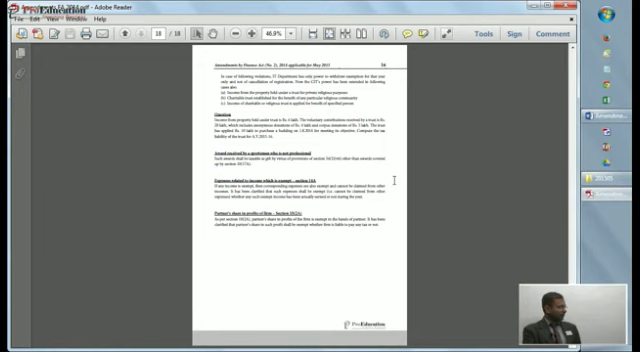 Amendments FA 2014.pdf - Adobe Reader
ProEducation
File Edit View Window Help
18 / 18
46.9%
Tools
Sign
Comment
Amendments by Finance Act (No. 2), 2014 applicable for May 2015
In case of following violations, IT Department has only power to withdraw exemption for that year
only and not of cancellation of registration. Now the CIT's power has been extended in following
cases also
(a) Income from the property held under a trust for private religious purposes
(b) Charitable trust established for the benefit of any particular religious community
(c) Income of charitable or religious trust is applied for benefit of specified person
Question
Income from property held under trust is Rs. lakh. The voluntary contributions received by a trust is Rs.
lakh, which includes anonymous donations of Rs. lakh and corpus donations of Rs. lakh. The trust
has applied Rs. lakh to purchase a building on for meeting its objective. Compute the tax
liability of the trust for A.Y. 2015-16.
Award received by a sportsman who is not professional
Such awards shall be taxable as gift by virtue of provisions of section other than awards covered
up by section 10(17A).
Expenses related to income which is exempt – section 14A
If any income is exempt, then corresponding expenses are also exempt and cannot be claimed from other
incomes. It has been clarified that such expenses shall be exempt (i.e. cannot be claimed from other
expenses) whether any such exempt income has been actually earned or not during the year.
Partner's share in profits of firm – Section 10(2A)
As per section 10(2A), partner's share in profits of the firm is exempt in the hands of partner. It has been
clarified that partner's share in such profit shall be exempt whether firm is liable to pay any tax or not.
ProEducation